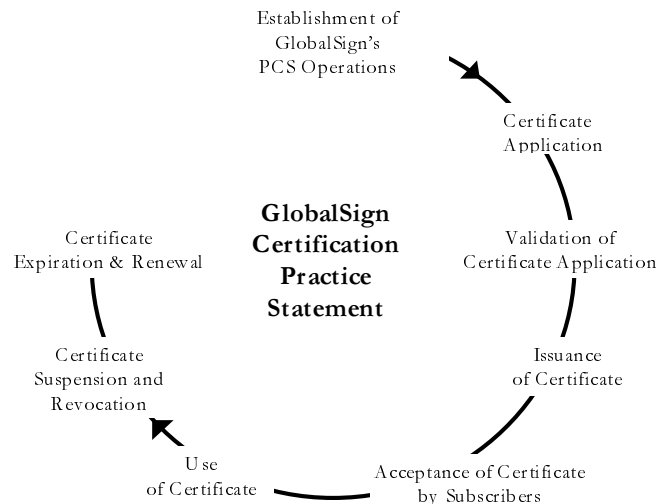 Establishment of
GlobalSign's
PCS Operations
Certificate
Application
Validation of
Certificate Application
Issuance
of Certificate
Acceptance of Certificate
by Subscribers
Use
of Certificate
Certificate
Suspension and
Revocation
Certificate
Expiration & Renewal
GlobalSign
Certification
Practice
Statement